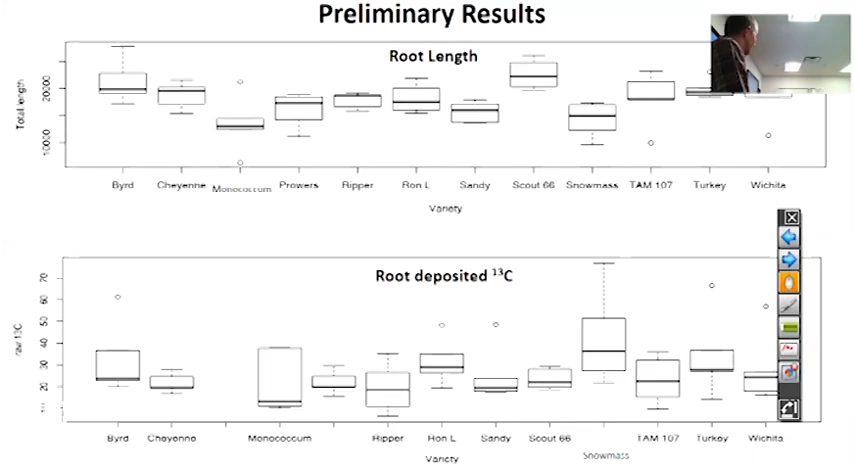 Preliminary Results
Root Length
Total length
20000
10000
Byrd Cheyenne Monococcum Prowers Ripper Ron L Sandy Scout 66 Snowmass TAM 107 Turkey Wichita
Variety
Root deposited ¹³C
raw 13C
70
60
50
40
30
20
Byrd Cheyenne Monococcum Ripper Ron L Sandy Scout 66 Snowmass TAM 107 Turkey Wichita
Variety